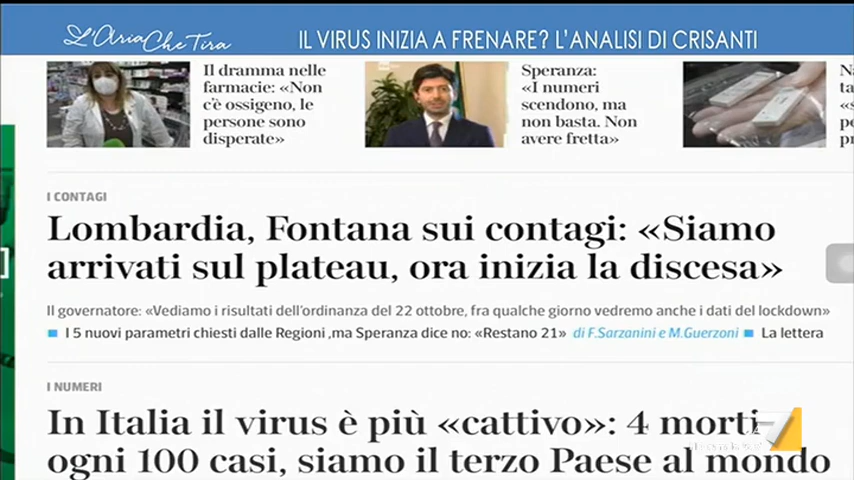 L'Aria Che Tira
IL VIRUS INIZIA A FRENARE? L'ANALISI DI CRISANTI
Il dramma nelle
farmacie: «Non
c'è ossigeno, le
persone sono
disperate»
Speranza:
«I numeri
scendono, ma
non basta. Non
avere fretta»
I CONTAGI
Lombardia, Fontana sui contagi: «Siamo
arrivati sul plateau, ora inizia la discesa»
Il governatore: «Vediamo i risultati dell'ordinanza del 22 ottobre, fra qualche giorno vedremo anche i dati del lockdown»
I 5 nuovi parametri chiesti dalle Regioni ,ma Speranza dice no: «Restano 21» di F.Sarzanini e M.Guerzoni La lettera
I NUMERI
In Italia il virus è più «cattivo»: 4 morti
ogni 100 casi, siamo il terzo Paese al mondo
7